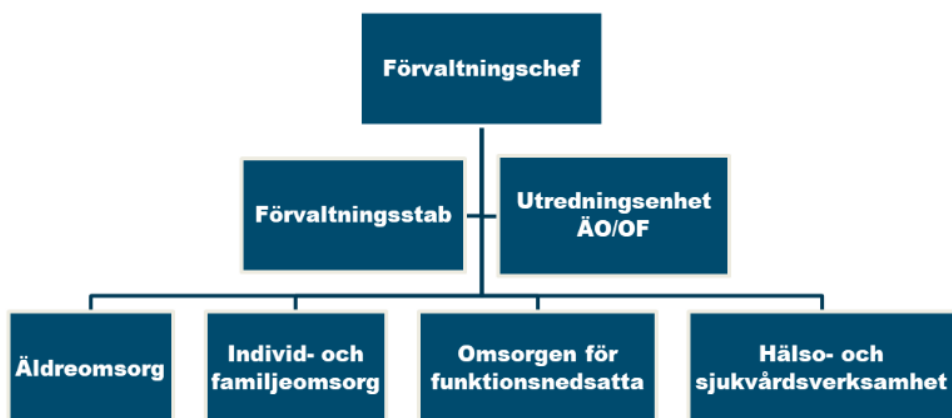 Förvaltningschef
Förvaltningsstab
Utredningsenhet
ÄO/OF
Äldreomsorg
Individ- och
familjeomsorg
Omsorgen för
funktionsnedsatta
Hälso- och
sjukvårdsverksamhet